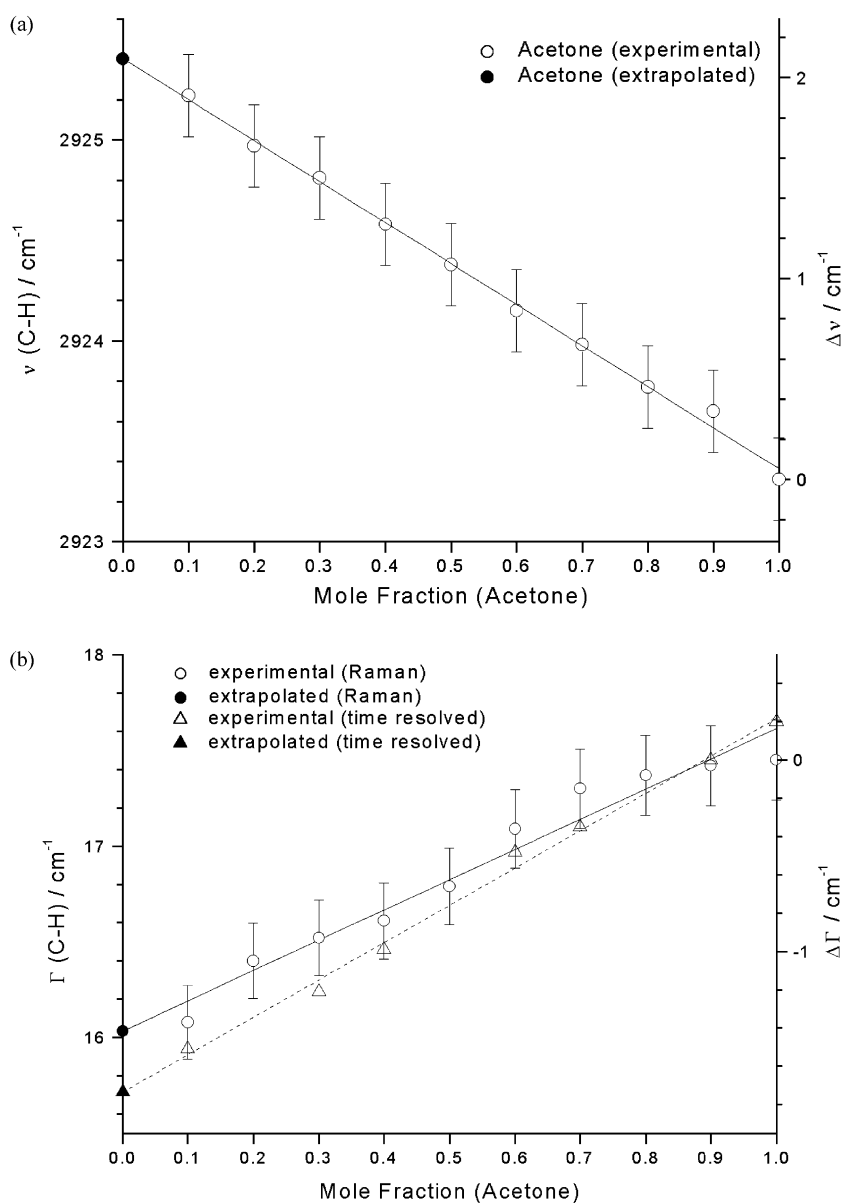 (a)
Acetone (experimental)
Acetone (extrapolated)
2925
2924
2923
ν (C-H) / cm-1
2
1
0
Δν / cm-1
0.0 0.1 0.2 0.3 0.4 0.5 0.6 0.7 0.8 0.9 1.0
Mole Fraction (Acetone)
(b)
experimental (Raman)
extrapolated (Raman)
experimental (time resolved)
extrapolated (time resolved)
18
17
16
Γ (C-H) / cm-1
0
-1
ΔΓ / cm-1
0.0 0.1 0.2 0.3 0.4 0.5 0.6 0.7 0.8 0.9 1.0
Mole Fraction (Acetone)